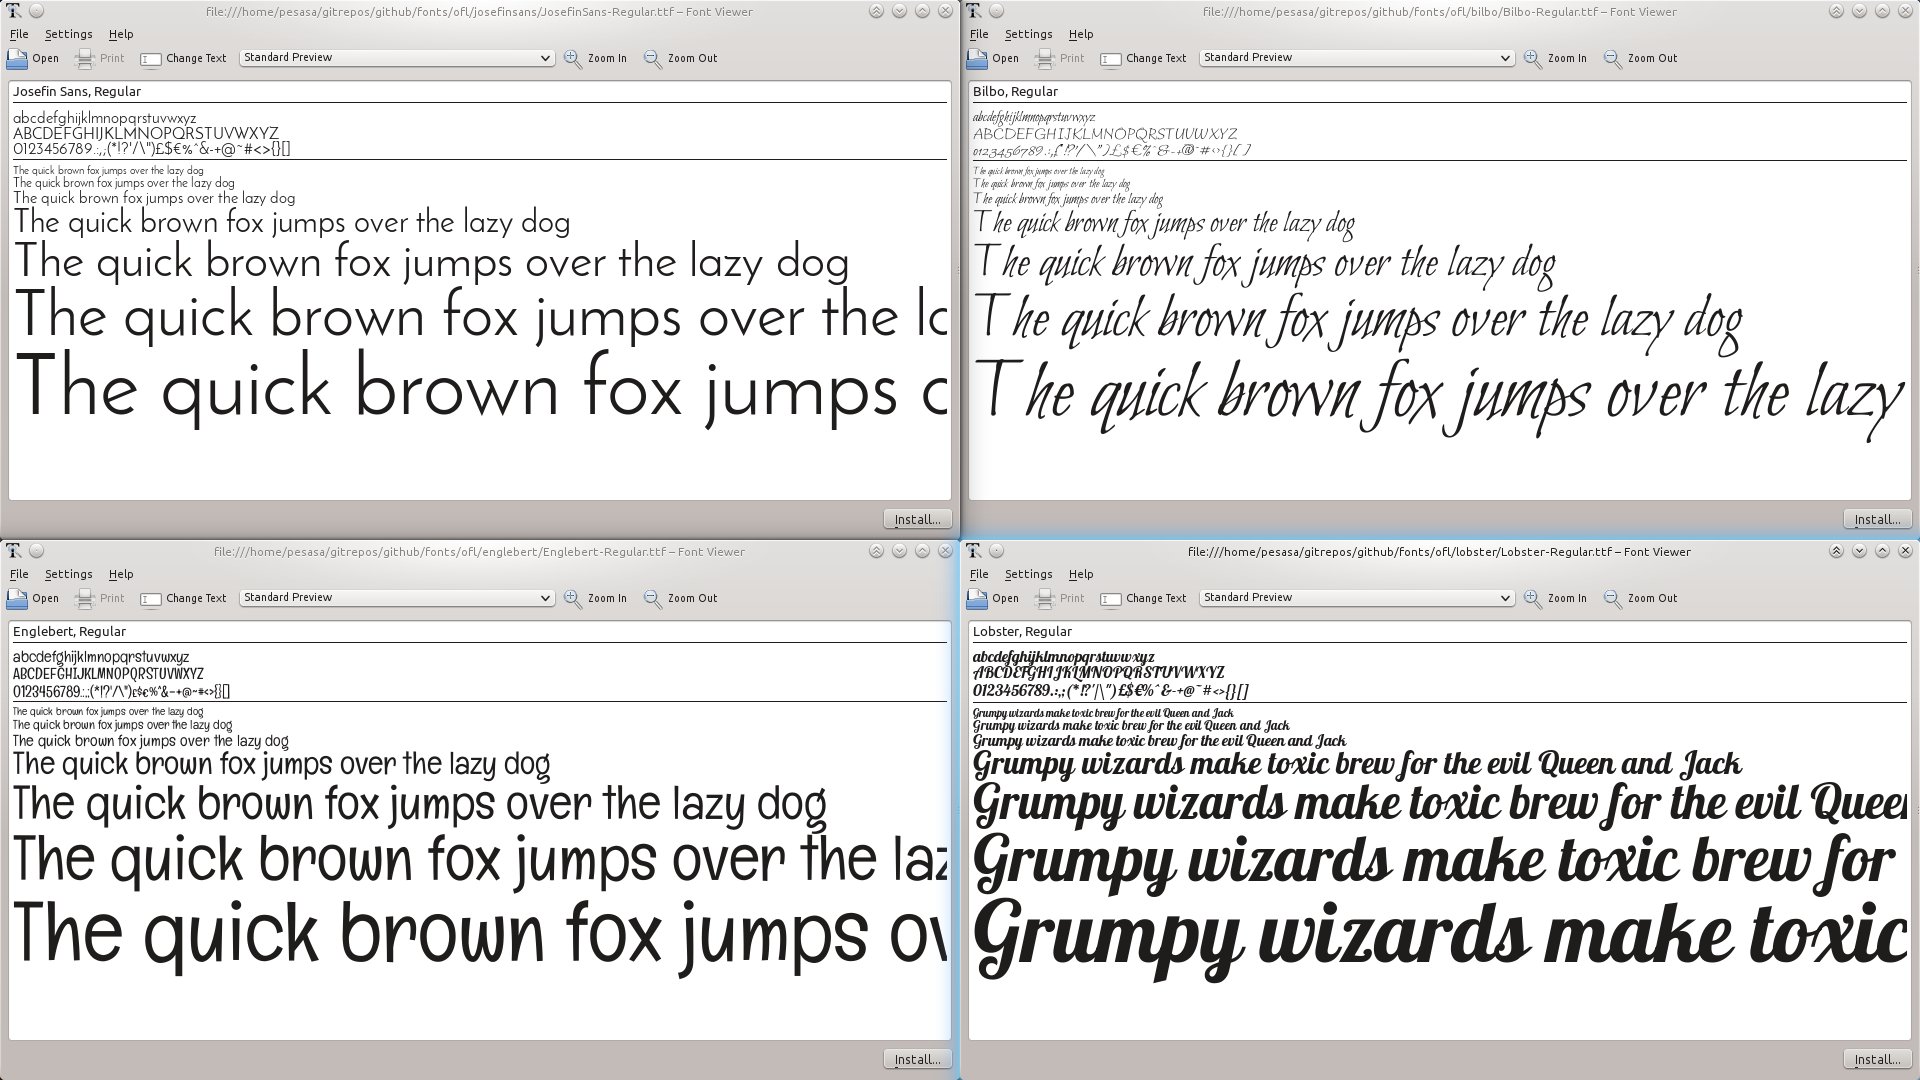 file:///home/pesasa/gitrepos/github/fonts/ofl/josefinsans/JosefinSans-Regular.ttf – Font Viewer
File Settings Help
Open Print Change Text Standard Preview Zoom In Zoom Out
Josefin Sans, Regular
abcdefghijklmnopqrstuvwxyz
ABCDEFGHIJKLMNOPQRSTUVWXYZ
0123456789.:,;(*!?'/\")£$€%^&-+@~#<>{}[]
The quick brown fox jumps over the lazy dog
The quick brown fox jumps over the lazy dog
The quick brown fox jumps over the lazy dog
The quick brown fox jumps over the lazy dog
The quick brown fox jumps over the lazy dog
The quick brown fox jumps over the la
The quick brown fox jumps o
Install...
file:///home/pesasa/gitrepos/github/fonts/ofl/bilbo/Bilbo-Regular.ttf – Font Viewer
File Settings Help
Open Print Change Text Standard Preview Zoom In Zoom Out
Bilbo, Regular
abcdefghijklmnopqrstuvwxyz
ABCDEFGHIJKLMNOPQRSTUVWXYZ
0123456789.:,;(*!?'/\")£$€%^&-+@~#<>{}[]
The quick brown fox jumps over the lazy dog
The quick brown fox jumps over the lazy dog
The quick brown fox jumps over the lazy dog
The quick brown fox jumps over the lazy dog
The quick brown fox jumps over the lazy dog
The quick brown fox jumps over the lazy dog
The quick brown fox jumps over the lazy
Install...
file:///home/pesasa/gitrepos/github/fonts/ofl/englebert/Englebert-Regular.ttf – Font Viewer
File Settings Help
Open Print Change Text Standard Preview Zoom In Zoom Out
Englebert, Regular
abcdefghijklmnopqrstuvwxyz
ABCDEFGHIJKLMNOPQRSTUVWXYZ
0123456789.:,;(*!?'/\")£$€%^&-+@~#<>{}[]
The quick brown fox jumps over the lazy dog
The quick brown fox jumps over the lazy dog
The quick brown fox jumps over the lazy dog
The quick brown fox jumps over the lazy dog
The quick brown fox jumps over the lazy dog
The quick brown fox jumps over the laz
The quick brown fox jumps ov
Install...
file:///home/pesasa/gitrepos/github/fonts/ofl/lobster/Lobster-Regular.ttf – Font Viewer
File Settings Help
Open Print Change Text Standard Preview Zoom In Zoom Out
Lobster, Regular
abcdefghijklmnopqrstuvwxyz
ABCDEFGHIJKLMNOPQRSTUVWXYZ
0123456789.:,;(*!?'/\")£$€%^&-+@~#<>{}[]
Grumpy wizards make toxic brew for the evil Queen and Jack
Grumpy wizards make toxic brew for the evil Queen and Jack
Grumpy wizards make toxic brew for the evil Queen and Jack
Grumpy wizards make toxic brew for the evil Queen and Jack
Grumpy wizards make toxic brew for the evil Queen
Grumpy wizards make toxic brew for
Grumpy wizards make toxic
Install...